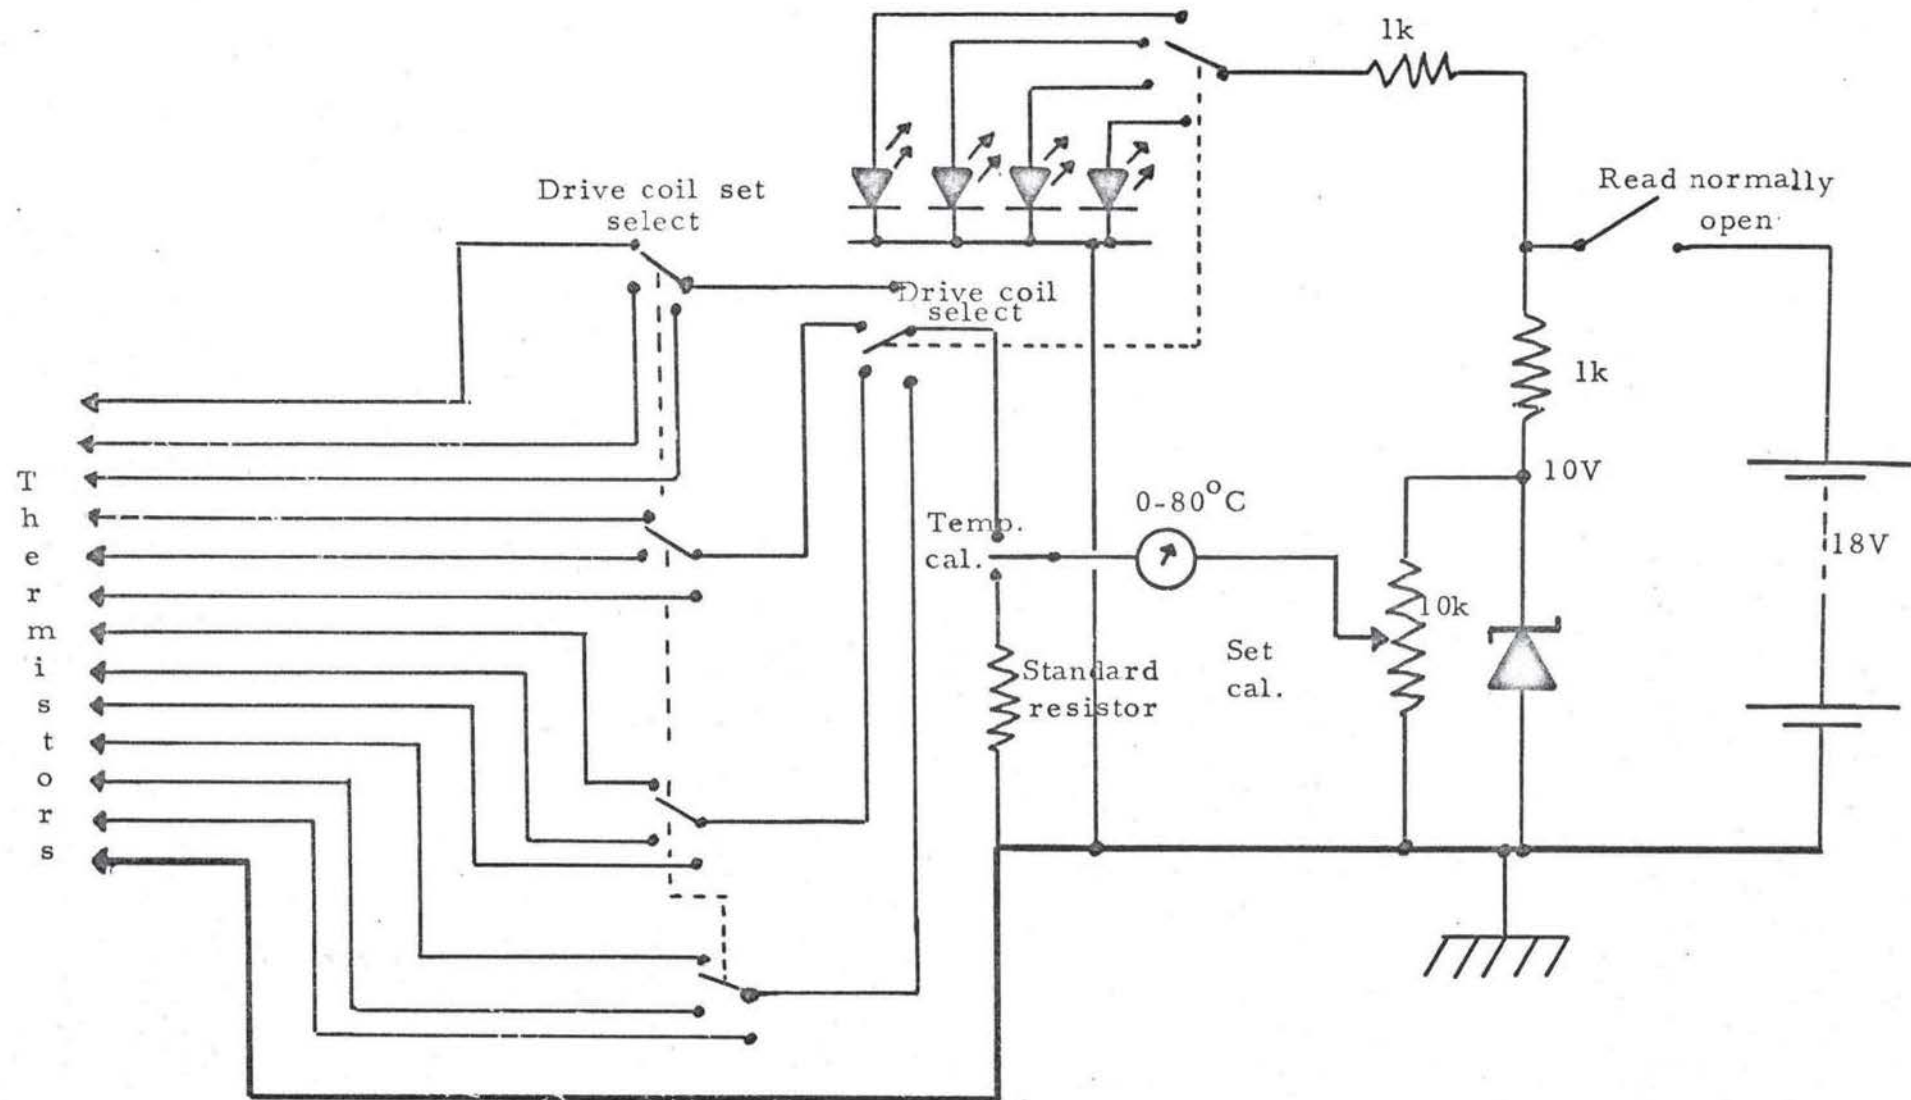 1k
Drive coil set
select
Read normally
open
Drive coil
select
1k
10V
0-80°C
Temp.
cal.
18V
10k
Set
cal.
Standard
resistor
Thermistors